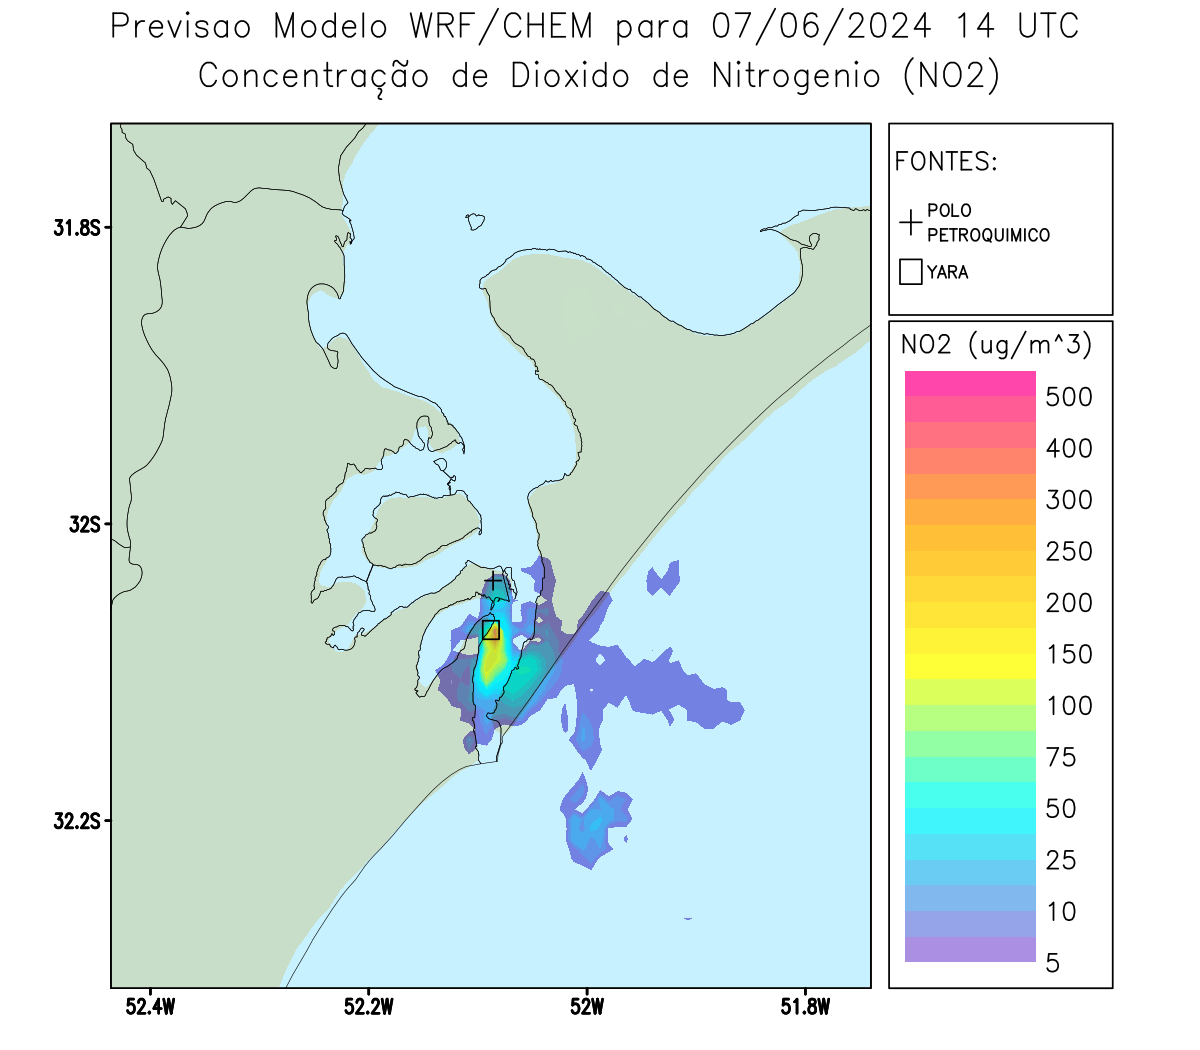 Previsao Modelo WRF/CHEM para 07/06/2024 14 UTC
Concentração de Dioxido de Nitrogenio (NO2)
FONTES:
POLO
PETROQUIMICO
YARA
NO2 (ug/m^3)
500
400
300
250
200
150
100
75
50
25
10
5
31.8S
32S
32.2S
52.4W
52.2W
52W
51.8W